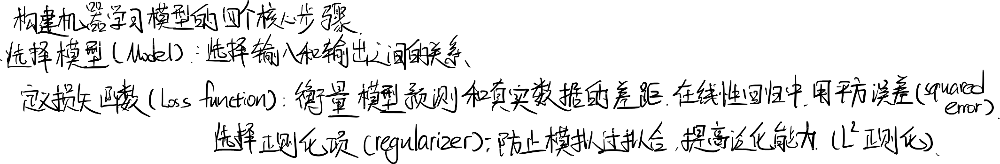 构建机器学习模型的四个核心步骤.
选择模型(Model):选择输入和输出之间的关系、
定义损失函数(Loss function):衡量模型预测和真实数据的差距.在线性回归中.用平方误差(squared error).
选择正则化项(regularizer):防止模拟过拟合,提高泛化能力.(L²正则化)、